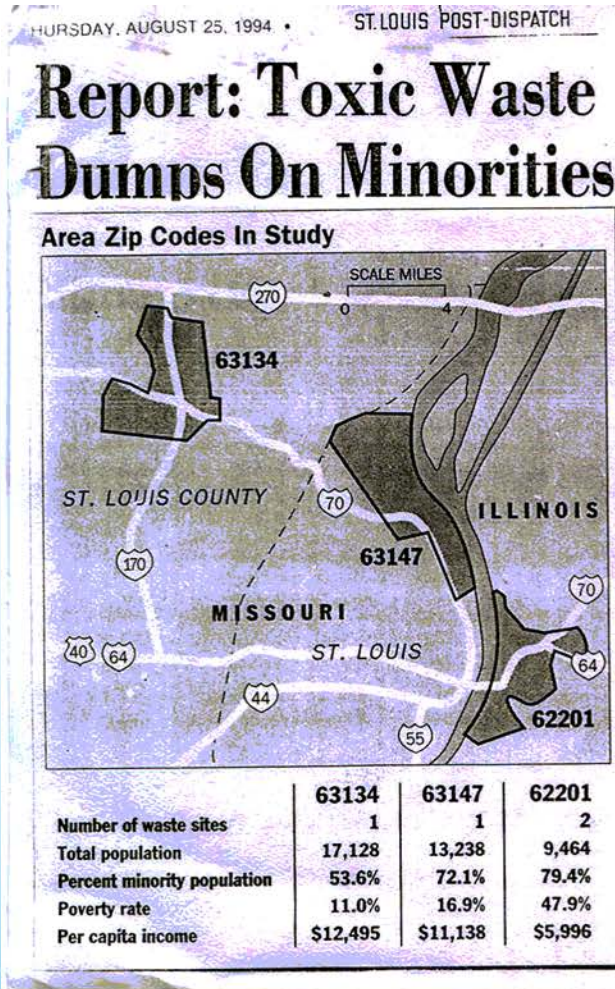 HURSDAY, AUGUST 25, 1994 • ST. LOUIS POST-DISPATCH
Report: Toxic Waste
Dumps On Minorities
Area Zip Codes In Study
SCALE MILES
270
0 4
63134
ST. LOUIS COUNTY
70
ILLINOIS
63147
170
70
MISSOURI
40 64 ST. LOUIS
64
44
62201
55
63134 63147 62201
Number of waste sites 1 1 2
Total population 17,128 13,238 9,464
Percent minority population 53.6% 72.1% 79.4%
Poverty rate 11.0% 16.9% 47.9%
Per capita income $12,495 $11,138 $5,996